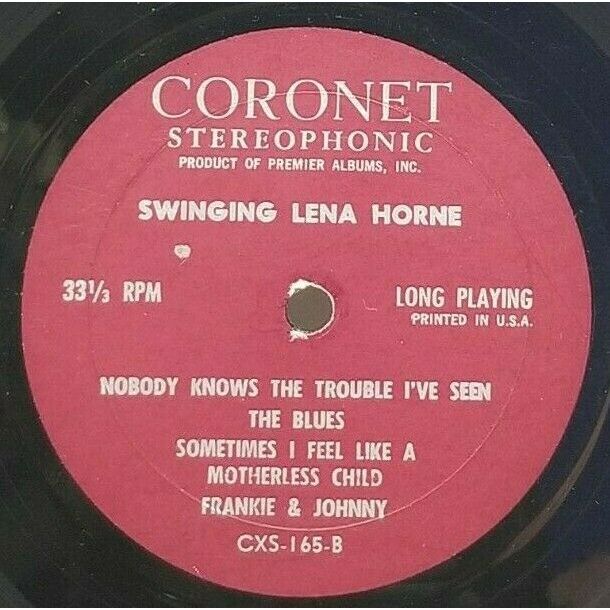 CORONET
STEREOPHONIC
PRODUCT OF PREMIER ALBUMS, INC.
SWINGING LENA HORNE
33⅓ RPM
LONG PLAYING
PRINTED IN U.S.A.
NOBODY KNOWS THE TROUBLE I'VE SEEN
THE BLUES
SOMETIMES I FEEL LIKE A
MOTHERLESS CHILD
FRANKIE & JOHNNY
CXS-165-B